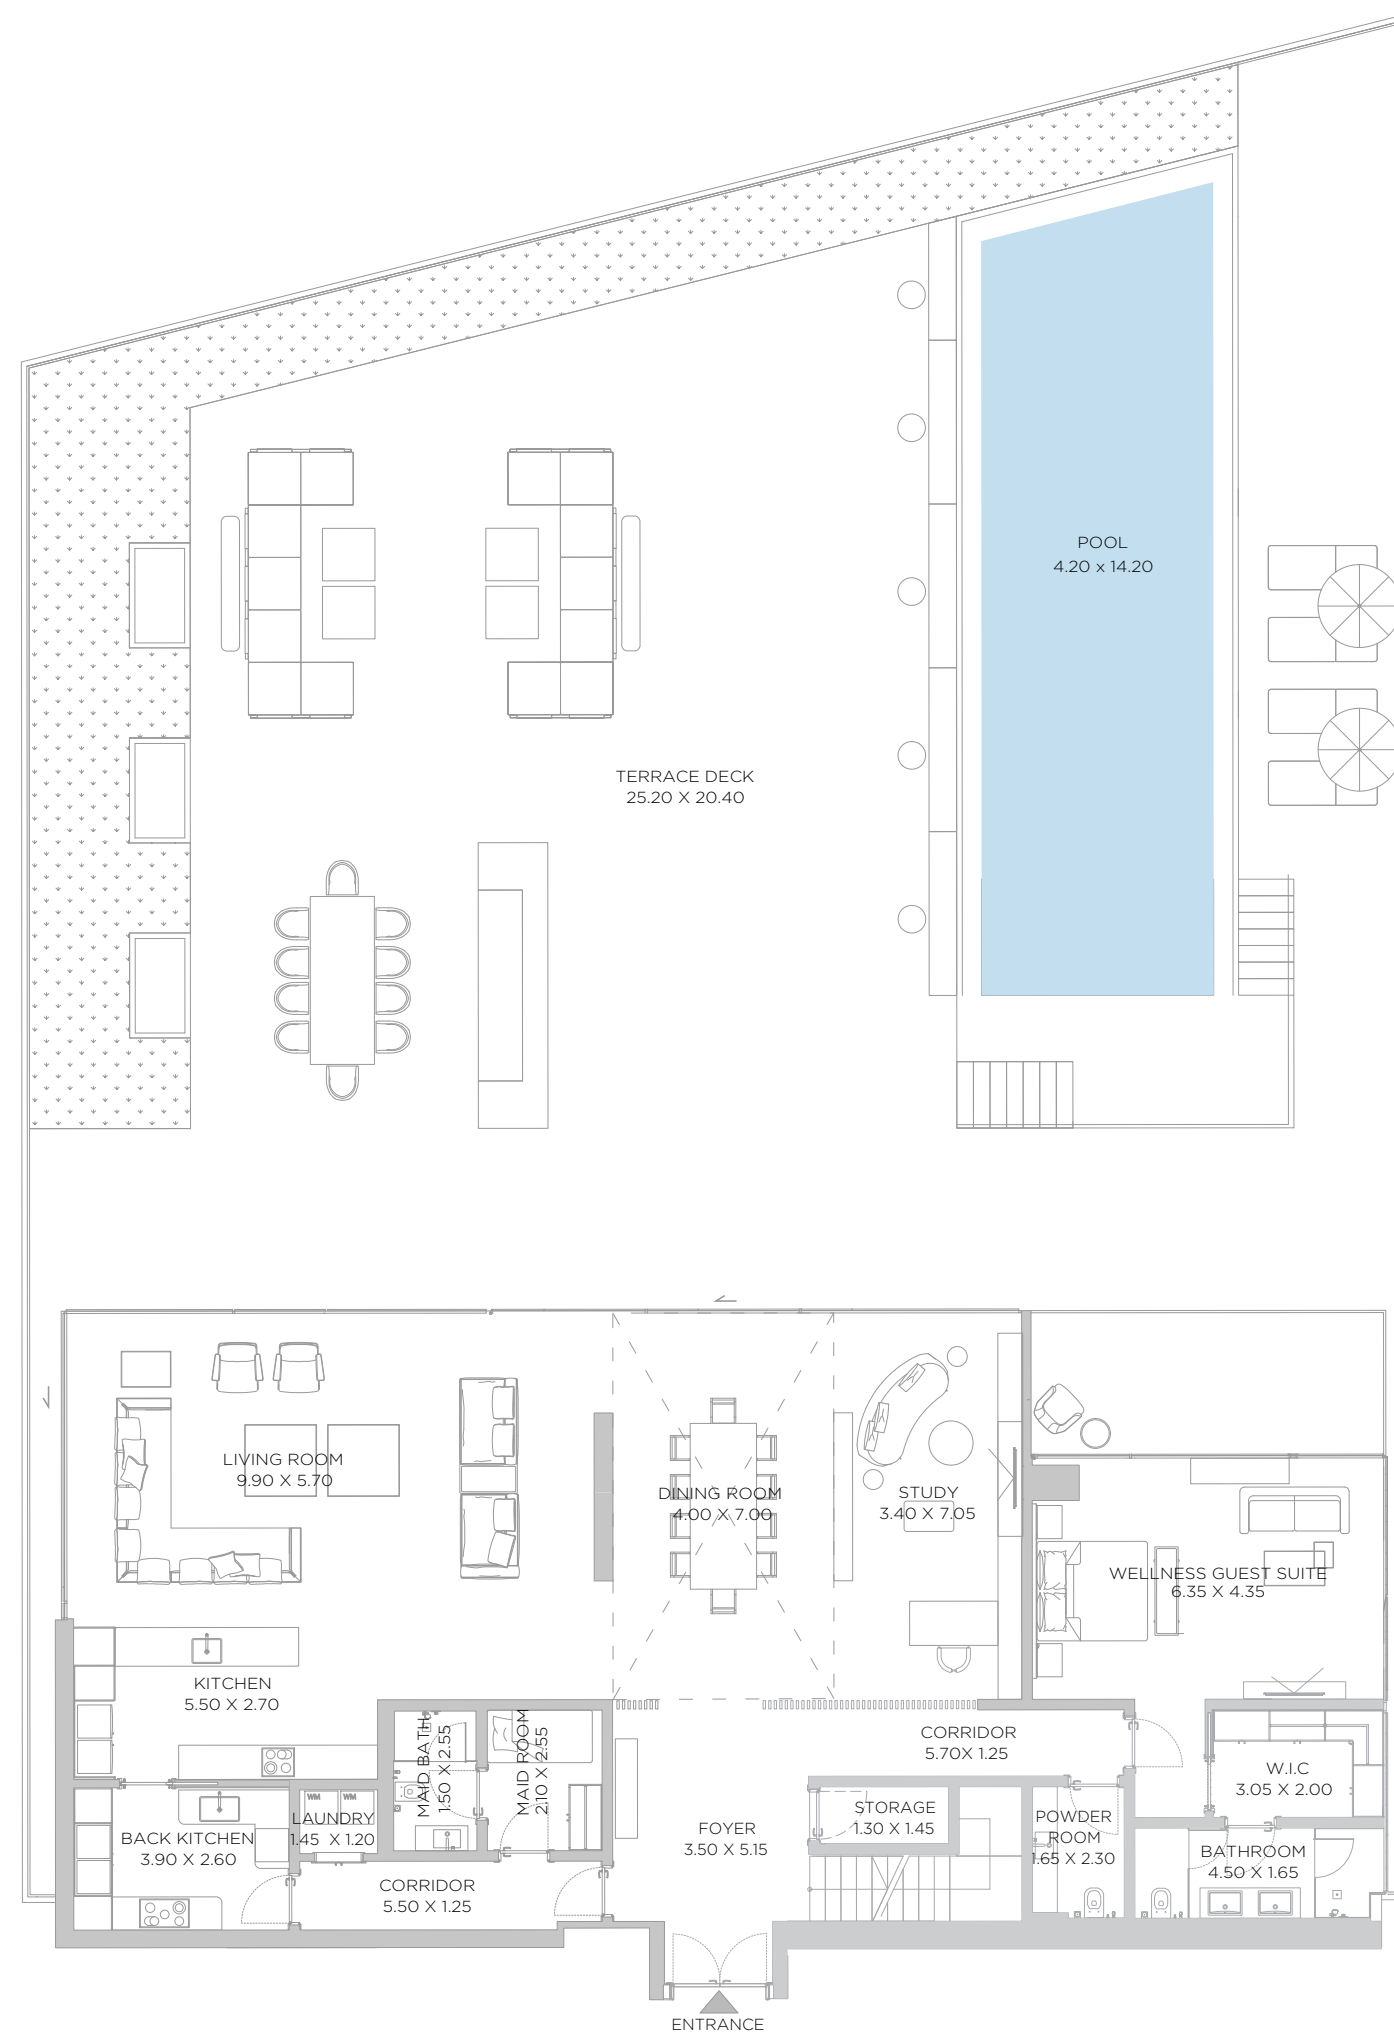 POOL
4.20 x 14.20
TERRACE DECK
25.20 X 20.40
LIVING ROOM
9.90 X 5.70
DINING ROOM
4.00 X 7.00
STUDY
3.40 X 7.05
WELLNESS GUEST SUITE
6.35 X 4.35
KITCHEN
5.50 X 2.70
MAID BATH
1.50 X 2.55
MAID ROOM
2.10 X 2.55
CORRIDOR
5.70X 1.25
W.I.C
3.05 X 2.00
WM
WM
LAUNDRY
1.45 X 1.20
BACK KITCHEN
3.90 X 2.60
FOYER
3.50 X 5.15
STORAGE
1.30 X 1.45
POWDER
ROOM
1.65 X 2.30
BATHROOM
4.50 X 1.65
CORRIDOR
5.50 X 1.25
ENTRANCE